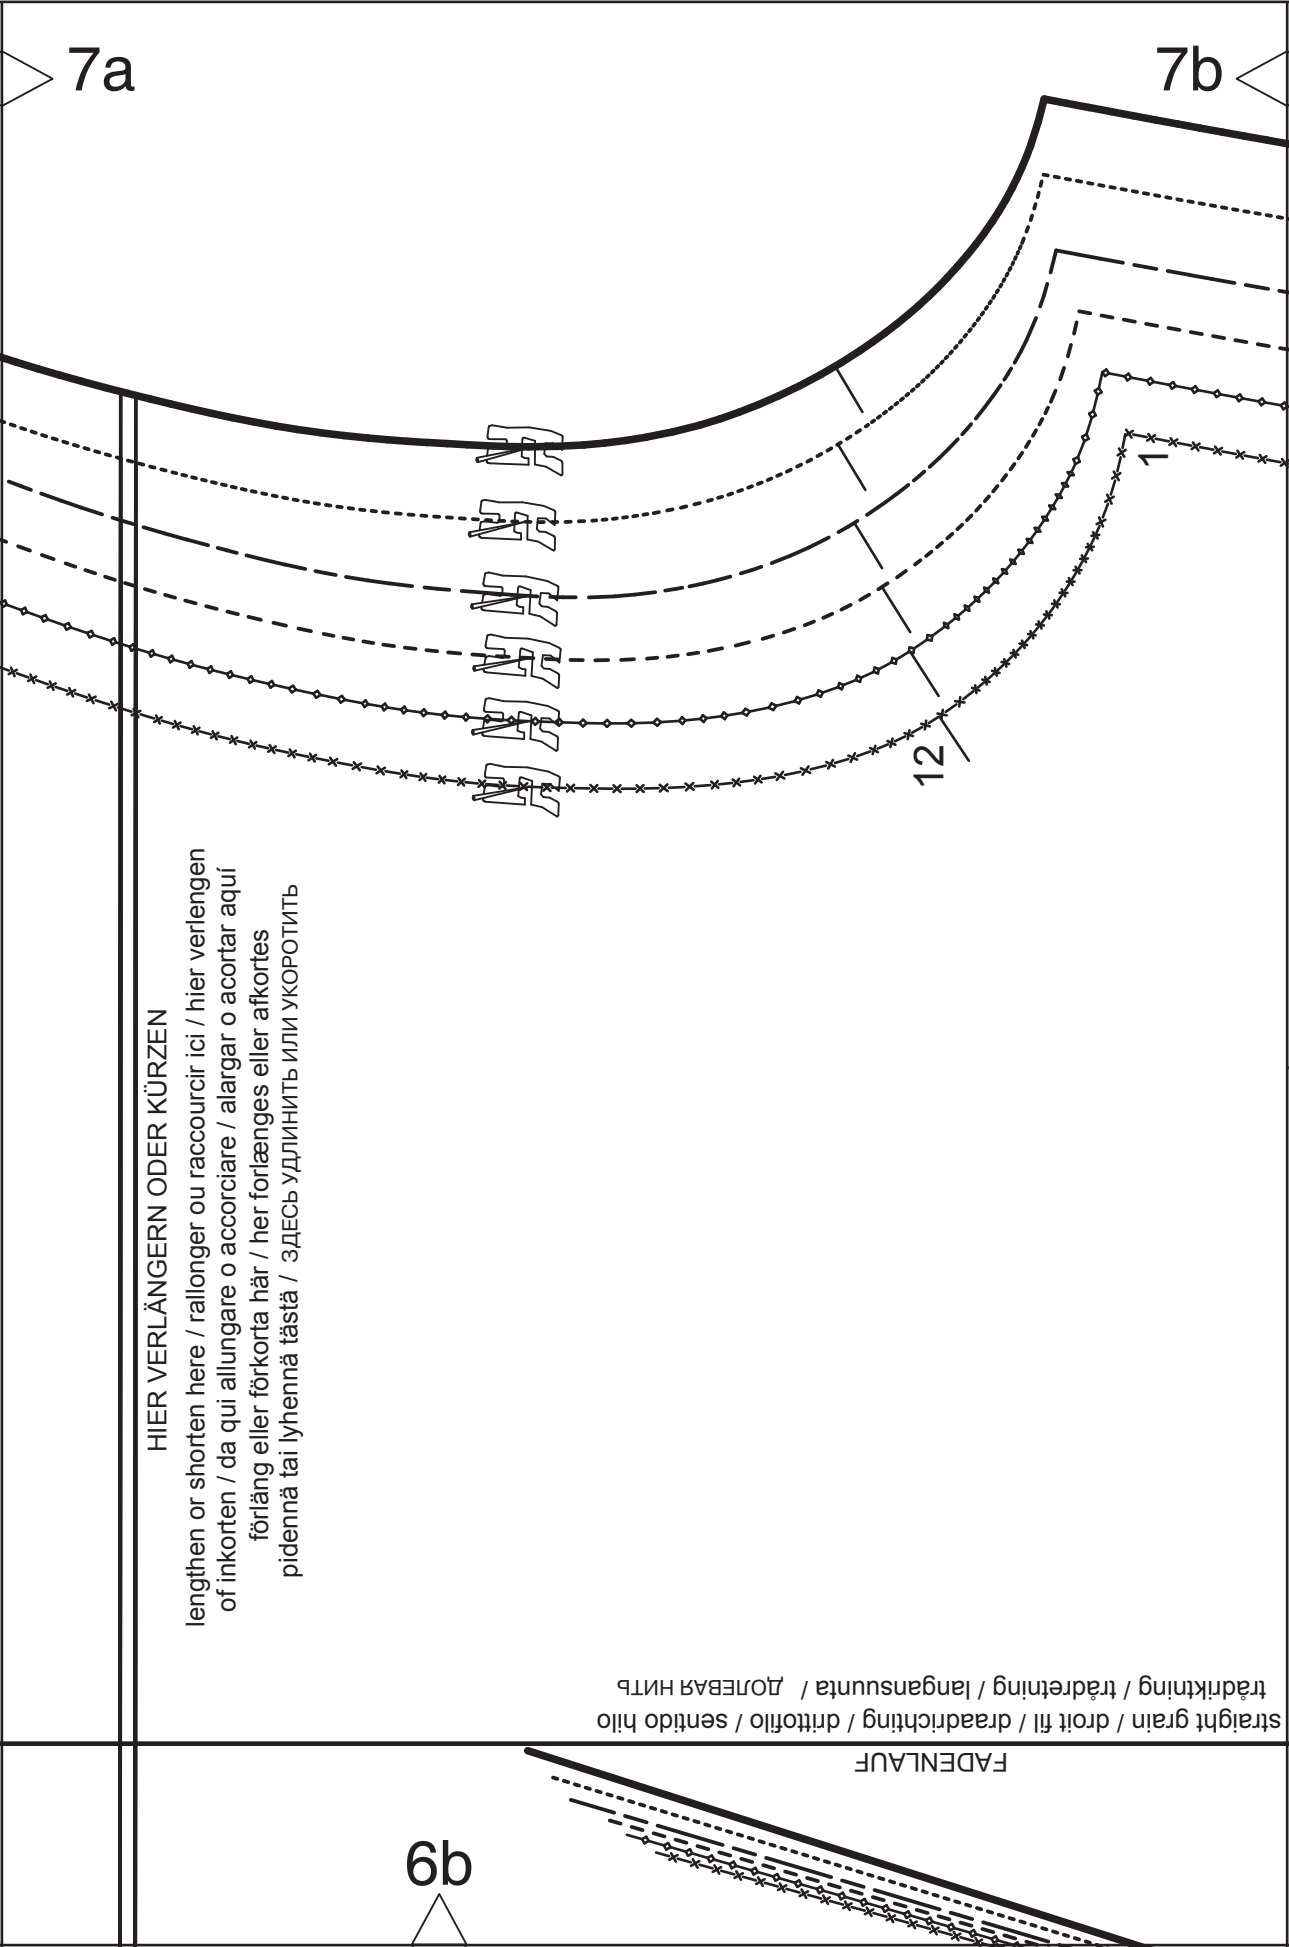 7a
7b
1
12
HIER VERLÄNGERN ODER KÜRZEN
lengthen or shorten here / rallonger ou raccourcir ici / hier verlengen
of inkorten / da qui allungare o accorciare / alargar o acortar aquí
förläng eller förkorta här / her forlænges eller afkortes
pidennä tai lyhennä tästä / ЗДЕСЬ УДЛИНИТЬ ИЛИ УКОРОТИТЬ
FADENLAUF
straight grain / droit fil / draadrichting / drittofilo / sentido hilo
trådriktning / trådretning / langansuunta / ДОЛЕВАЯ НИТЬ
6b